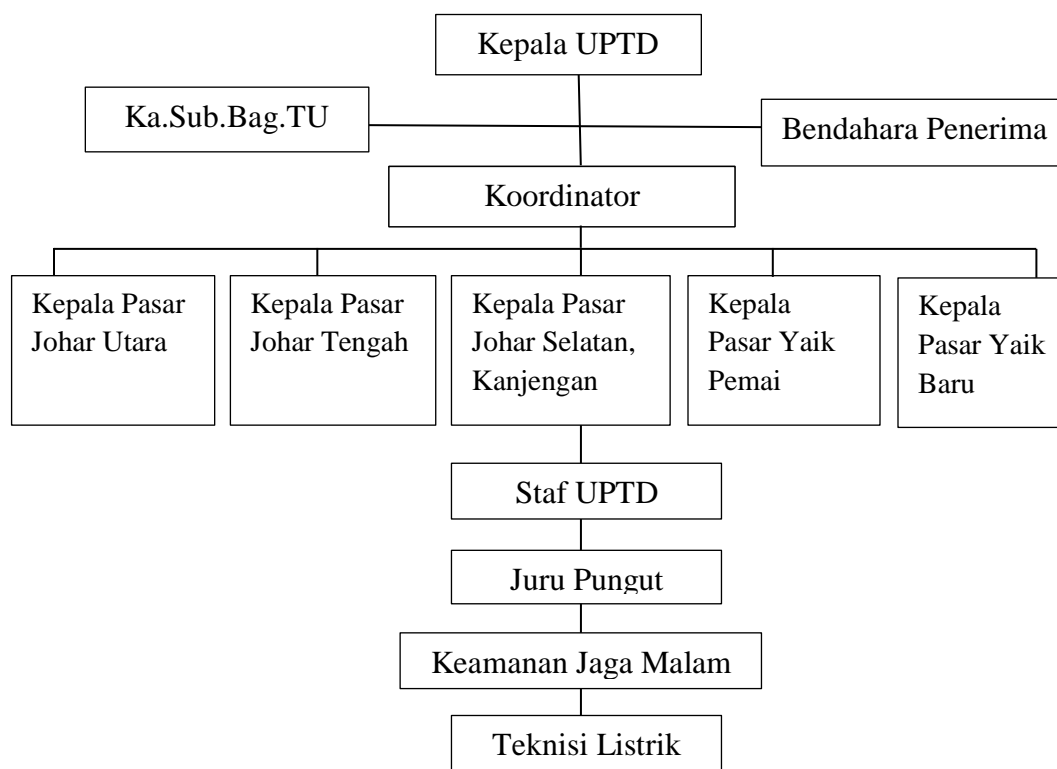 Kepala UPTD
Ka.Sub.Bag.TU
Bendahara Penerima
Koordinator
Kepala Pasar
Johar Utara
Kepala Pasar
Johar Tengah
Kepala Pasar
Johar Selatan,
Kanjengan
Kepala
Pasar Yaik
Pemai
Kepala
Pasar Yaik
Baru
Staf UPTD
Juru Pungut
Keamanan Jaga Malam
Teknisi Listrik